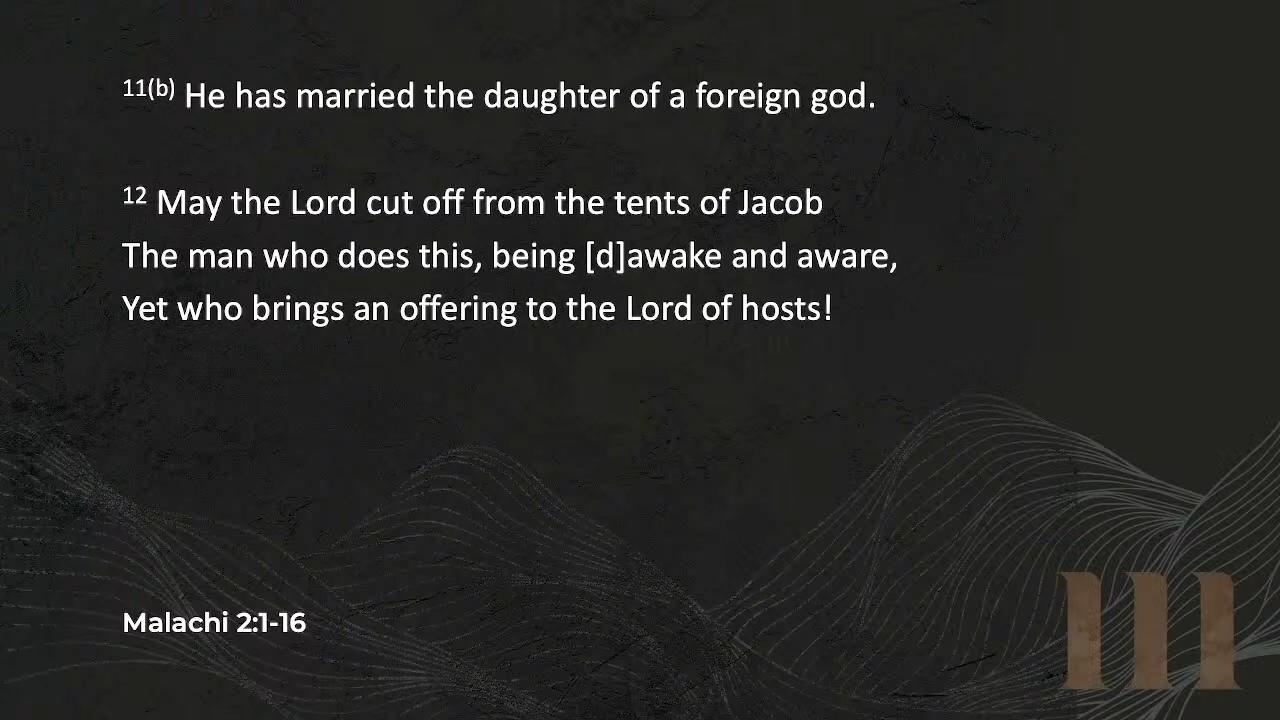 11(b) He has married the daughter of a foreign god.
12 May the Lord cut off from the tents of Jacob
The man who does this, being [d]awake and aware,
Yet who brings an offering to the Lord of hosts!
Malachi 2:1-16
111